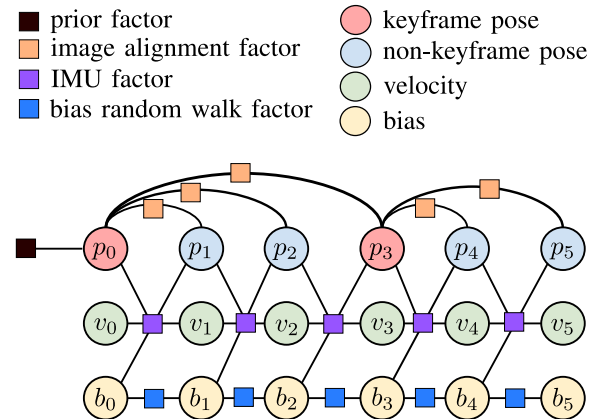 prior factor
image alignment factor
IMU factor
bias random walk factor
keyframe pose
non-keyframe pose
velocity
bias
p₀ p₁ p₂ p₃ p₄ p₅
v₀ v₁ v₂ v₃ v₄ v₅
b₀ b₁ b₂ b₃ b₄ b₅